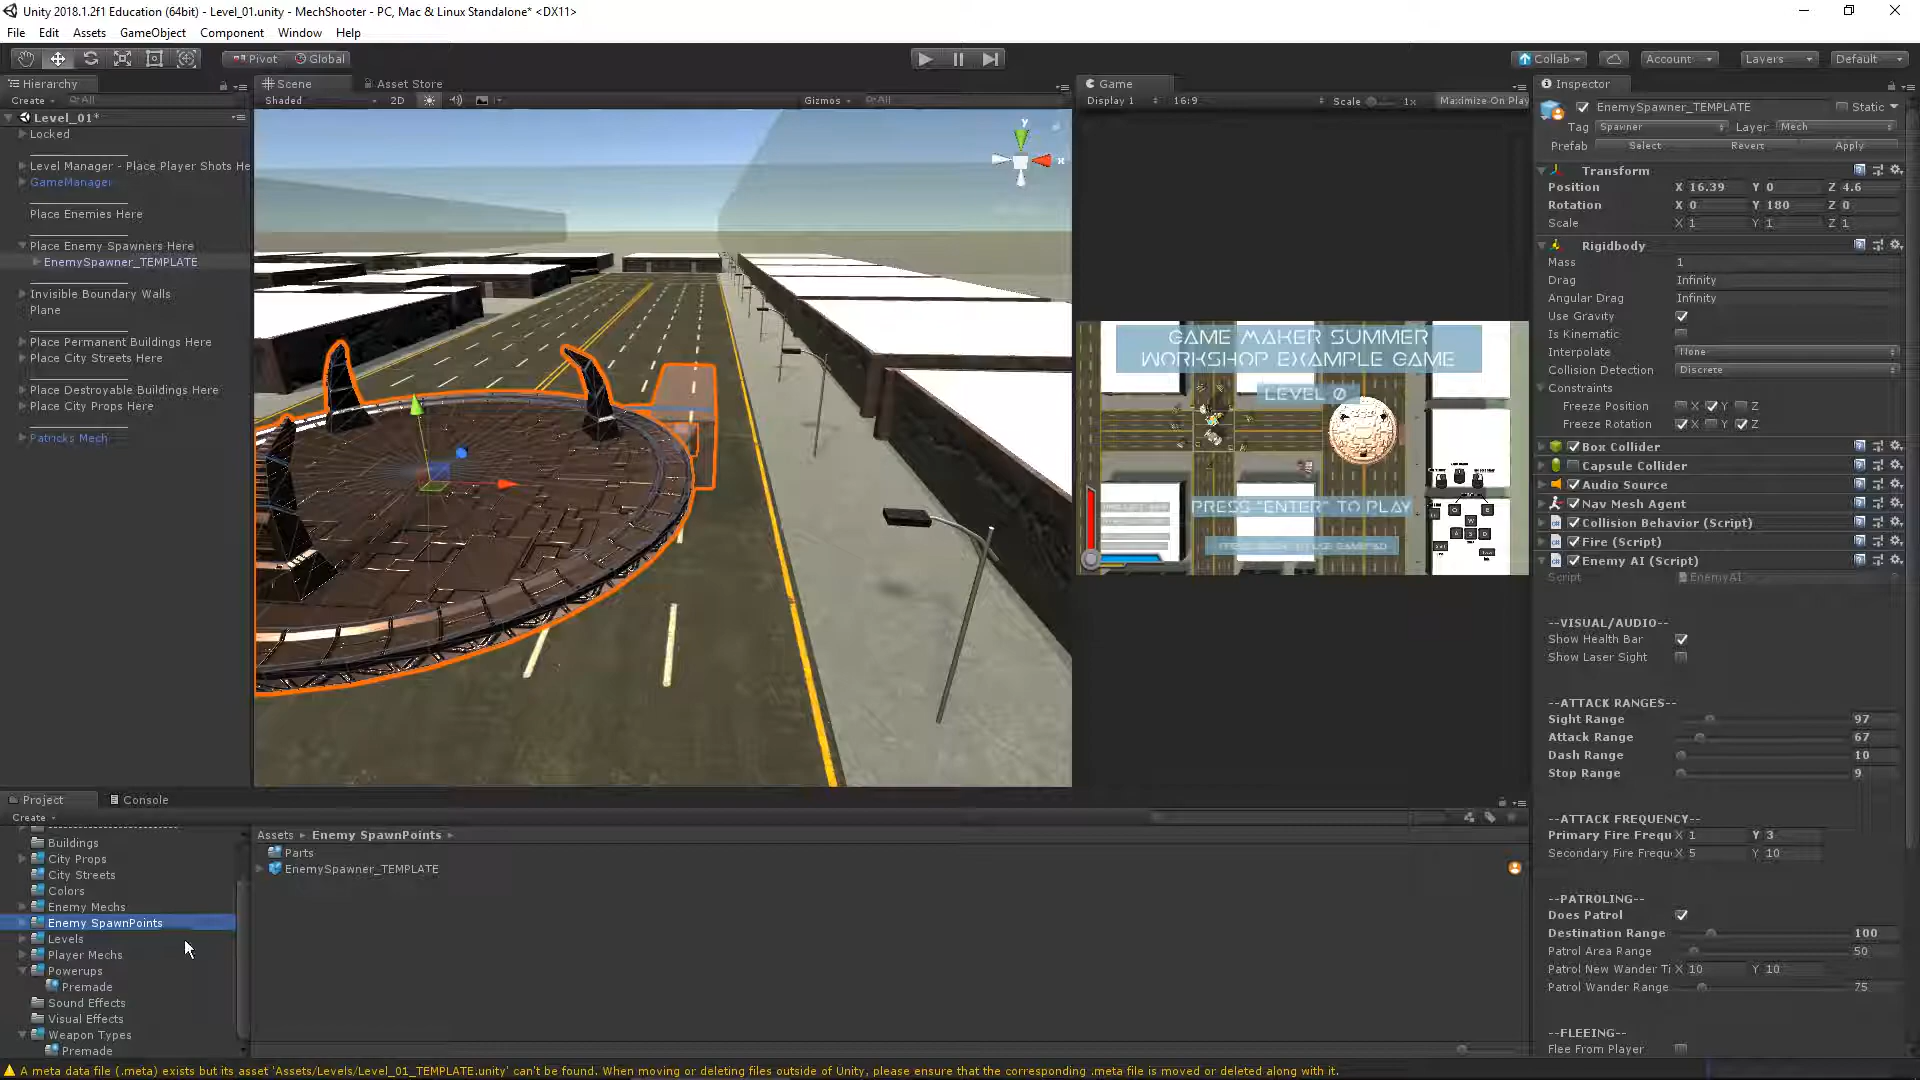 Unity 2018.1.2f1 Education (64bit) - Level_01.unity - MechShooter - PC, Mac & Linux Standalone* <DX11>
File Edit Assets GameObject Component Window Help
Pivot Global Collab Account Layers Default
Hierarchy
Create All
Level_01*
Locked
Level Manager - Place Player Shots He
GameManager
Place Enemies Here
Place Enemy Spawners Here
EnemySpawner_TEMPLATE
Invisible Boundary Walls
Plane
Place Permanent Buildings Here
Place City Streets Here
Place Destroyable Buildings Here
Place City Props Here
Patricks Mech
Scene Asset Store
Shaded 2D Gizmos All
y
x
Game
Display 1 16:9 Scale 1x Maximize On Play
GAME MAKER SUMMER
WORKSHOP EXAMPLE GAME
LEVEL 0
PRESS "ENTER" TO PLAY
Inspector
EnemySpawner_TEMPLATE Static
Tag Spawner Layer Mech
Prefab Select Revert Apply
Transform
Position X 16.39 Y 0 Z 4.6
Rotation X 0 Y 180 Z 0
Scale X 1 Y 1 Z 1
Rigidbody
Mass 1
Drag Infinity
Angular Drag Infinity
Use Gravity
Is Kinematic
Interpolate None
Collision Detection Discrete
Constraints
Freeze Position X Y Z
Freeze Rotation X Y Z
Box Collider
Capsule Collider
Audio Source
Nav Mesh Agent
Collision Behavior (Script)
Fire (Script)
Enemy AI (Script)
Script EnemyAI
--VISUAL/AUDIO--
Show Health Bar
Show Laser Sight
--ATTACK RANGES--
Sight Range 97
Attack Range 67
Dash Range 10
Stop Range 9
--ATTACK FREQUENCY--
Primary Fire Frequ X 1 Y 3
Secondary Fire Frequ X 5 Y 10
--PATROLING--
Does Patrol
Destination Range 100
Patrol Area Range 50
Patrol New Wander Ti X 10 Y 10
Patrol Wander Range 75
--FLEEING--
Flee From Player
Project Console
Create
Buildings
City Props
City Streets
Colors
Enemy Mechs
Enemy SpawnPoints
Levels
Player Mechs
Powerups
Premade
Sound Effects
Visual Effects
Weapon Types
Premade
Assets Enemy SpawnPoints
Parts
EnemySpawner_TEMPLATE
A meta data file (.meta) exists but its asset 'Assets/Levels/Level_01_TEMPLATE.unity' can't be found. When moving or deleting files outside of Unity, please ensure that the corresponding .meta file is moved or deleted along with it.